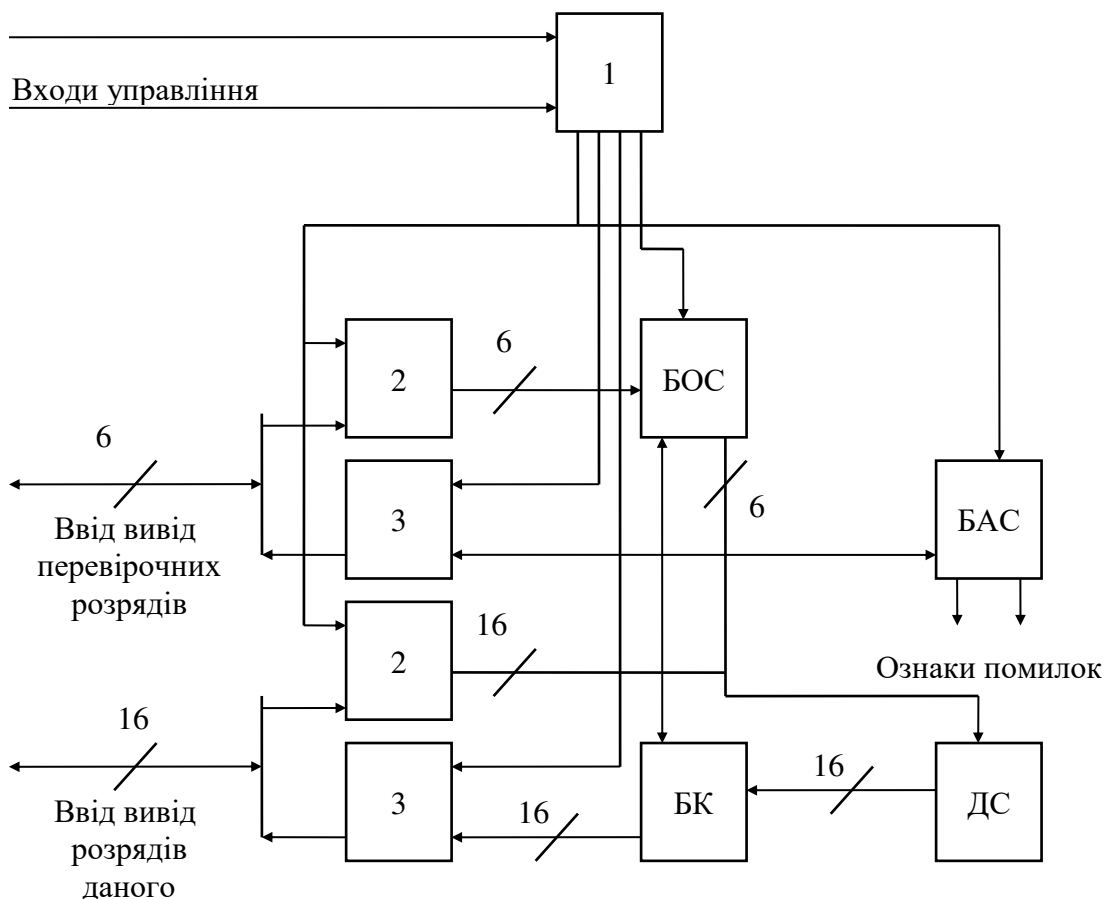 1
Входи управління
2
6
БОС
6
3
6
БАС
Ввід вивід
перевірочних
розрядів
2
16
Ознаки помилок
16
3
16
БК
16
ДС
Ввід вивід
розрядів
даного